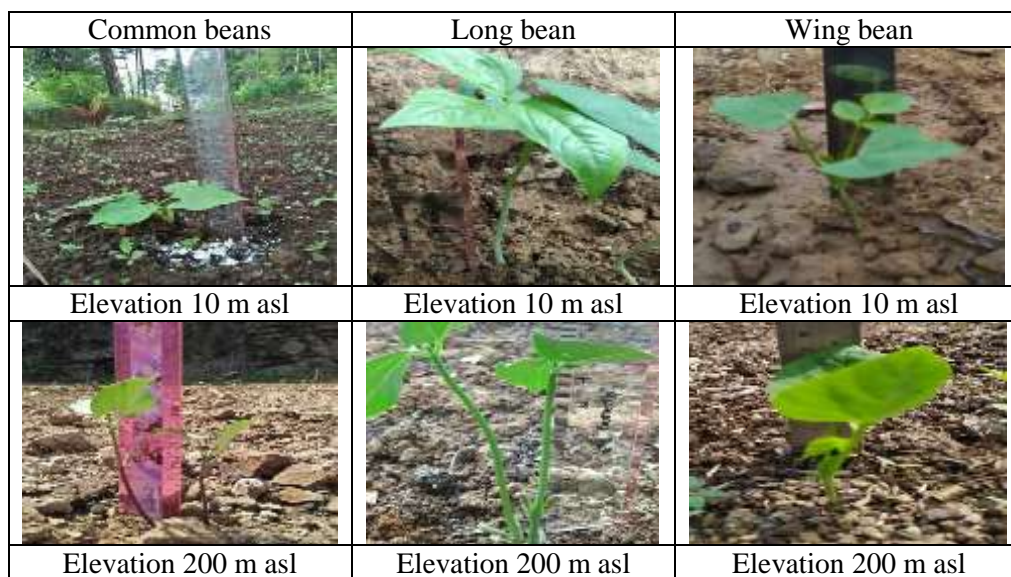 Common beans
Long bean
Wing bean
Elevation 10 m asl
Elevation 10 m asl
Elevation 10 m asl
Elevation 200 m asl
Elevation 200 m asl
Elevation 200 m asl